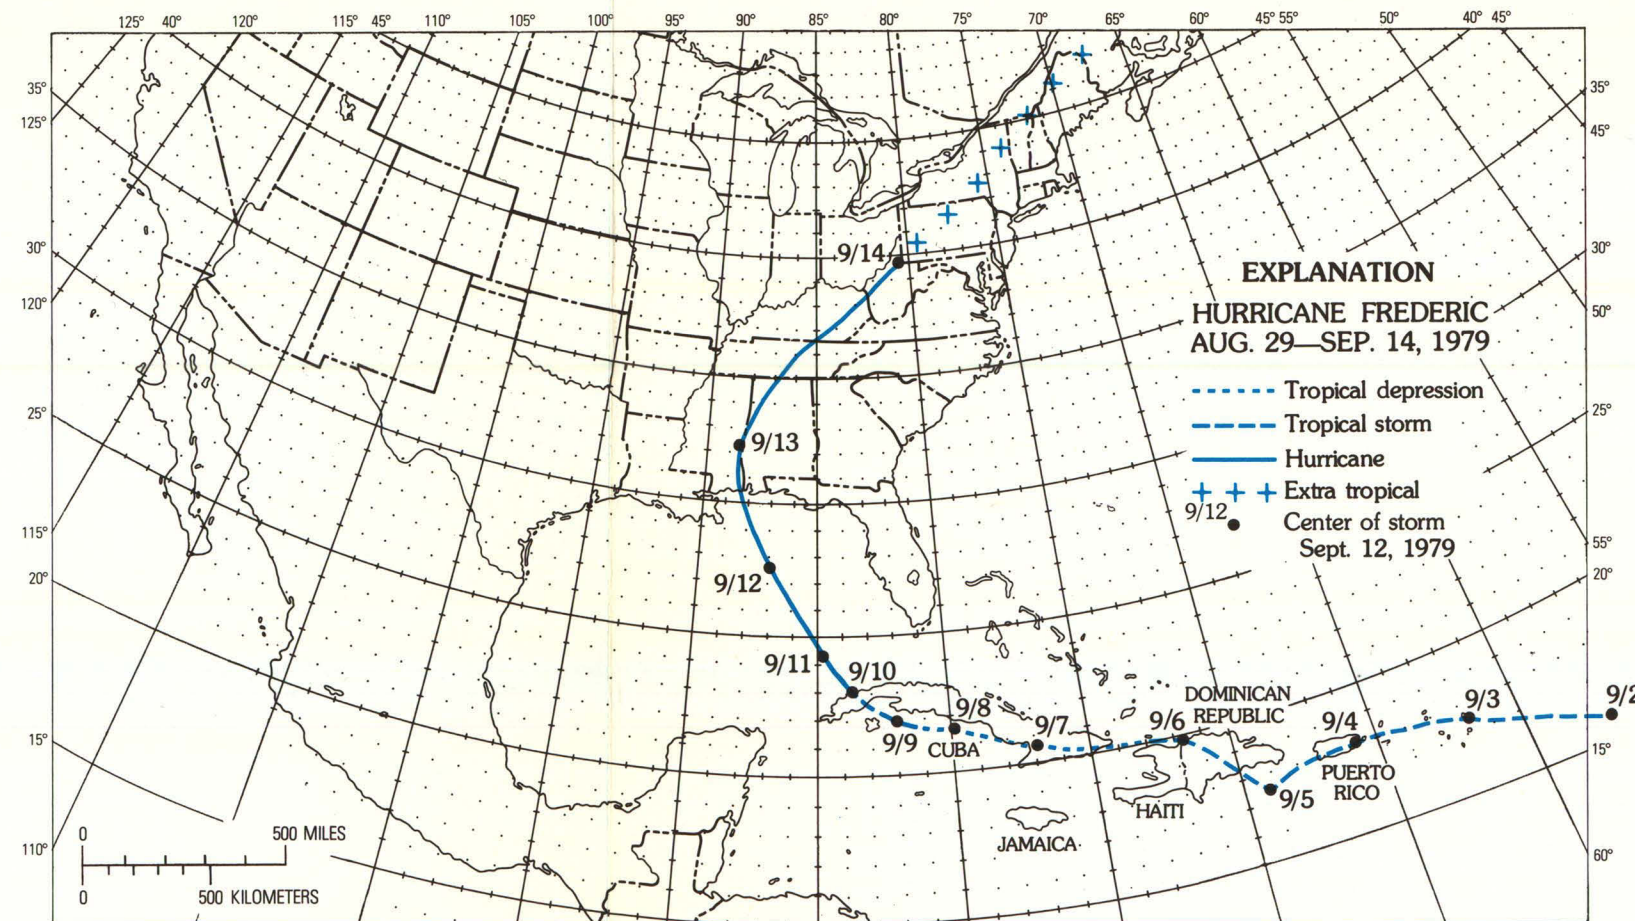 125° 40° 120° 115° 45° 110° 105° 100° 95° 90° 85° 80° 75° 70° 65° 60° 45° 55° 50° 40° 45°
35°
35°
125°
45°
30°
30°
120°
50°
25°
25°
115°
55°
20°
20°
15°
15°
110°
60°
EXPLANATION
HURRICANE FREDERIC
AUG. 29—SEP. 14, 1979
Tropical depression
Tropical storm
Hurricane
Extra tropical
9/12
Center of storm
Sept. 12, 1979
9/14
9/13
9/12
9/11
9/10
9/9
9/8
9/7
9/6
9/5
9/4
9/3
9/2
CUBA
DOMINICAN
REPUBLIC
PUERTO
RICO
HAITI
JAMAICA
0 500 MILES
0 500 KILOMETERS